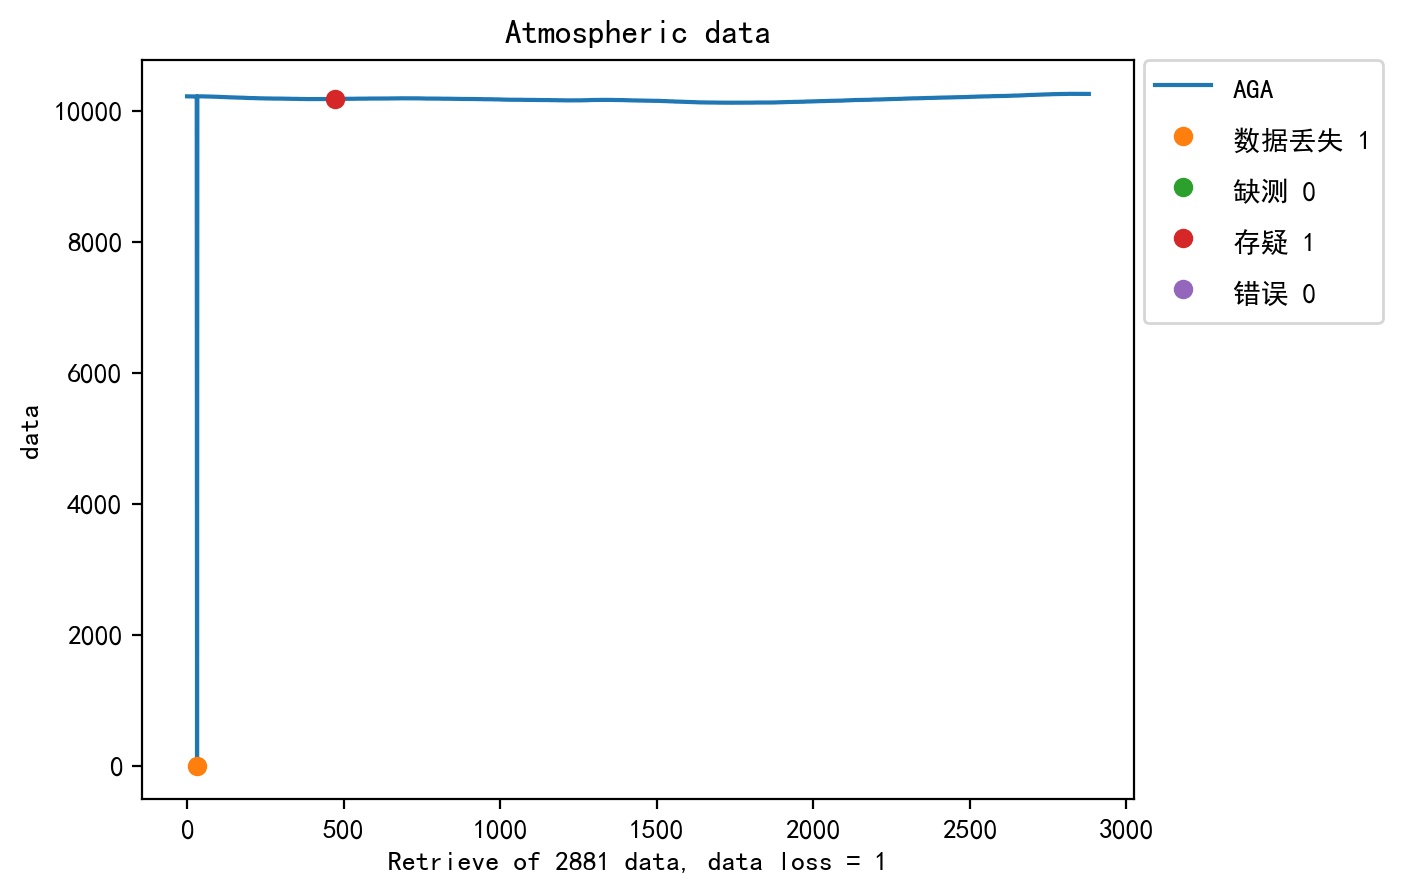 Atmospheric data
AGA
数据丢失 1
缺测 0
存疑 1
错误 0
10000
8000
6000
4000
2000
0
data
0 500 1000 1500 2000 2500 3000
Retrieve of 2881 data, data loss = 1